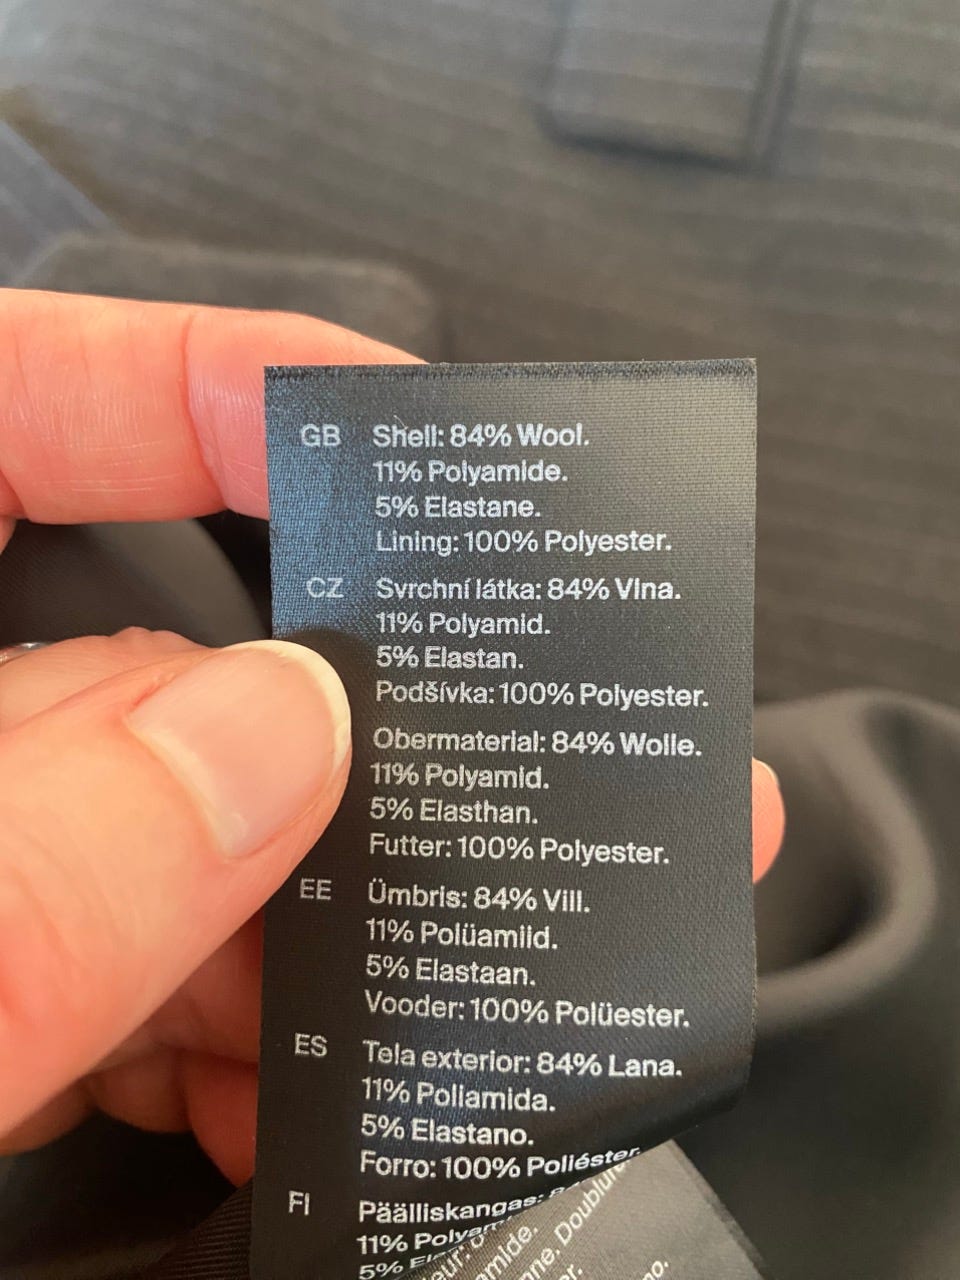 GB Shell: 84% Wool.
11% Polyamide.
5% Elastane.
Lining: 100% Polyester.
CZ Svrchní látka: 84% Vlna.
11% Polyamid.
5% Elastan.
Podšívka: 100% Polyester.
Obermaterial: 84% Wolle.
11% Polyamid.
5% Elasthan.
Futter: 100% Polyester.
EE Ümbris: 84% Vill.
11% Polüamiid.
5% Elastaan.
Vooder: 100% Polüester.
ES Tela exterior: 84% Lana.
11% Poliamida.
5% Elastano.
Forro: 100% Poliéster.
FI Päälliskangas:
11%
5%